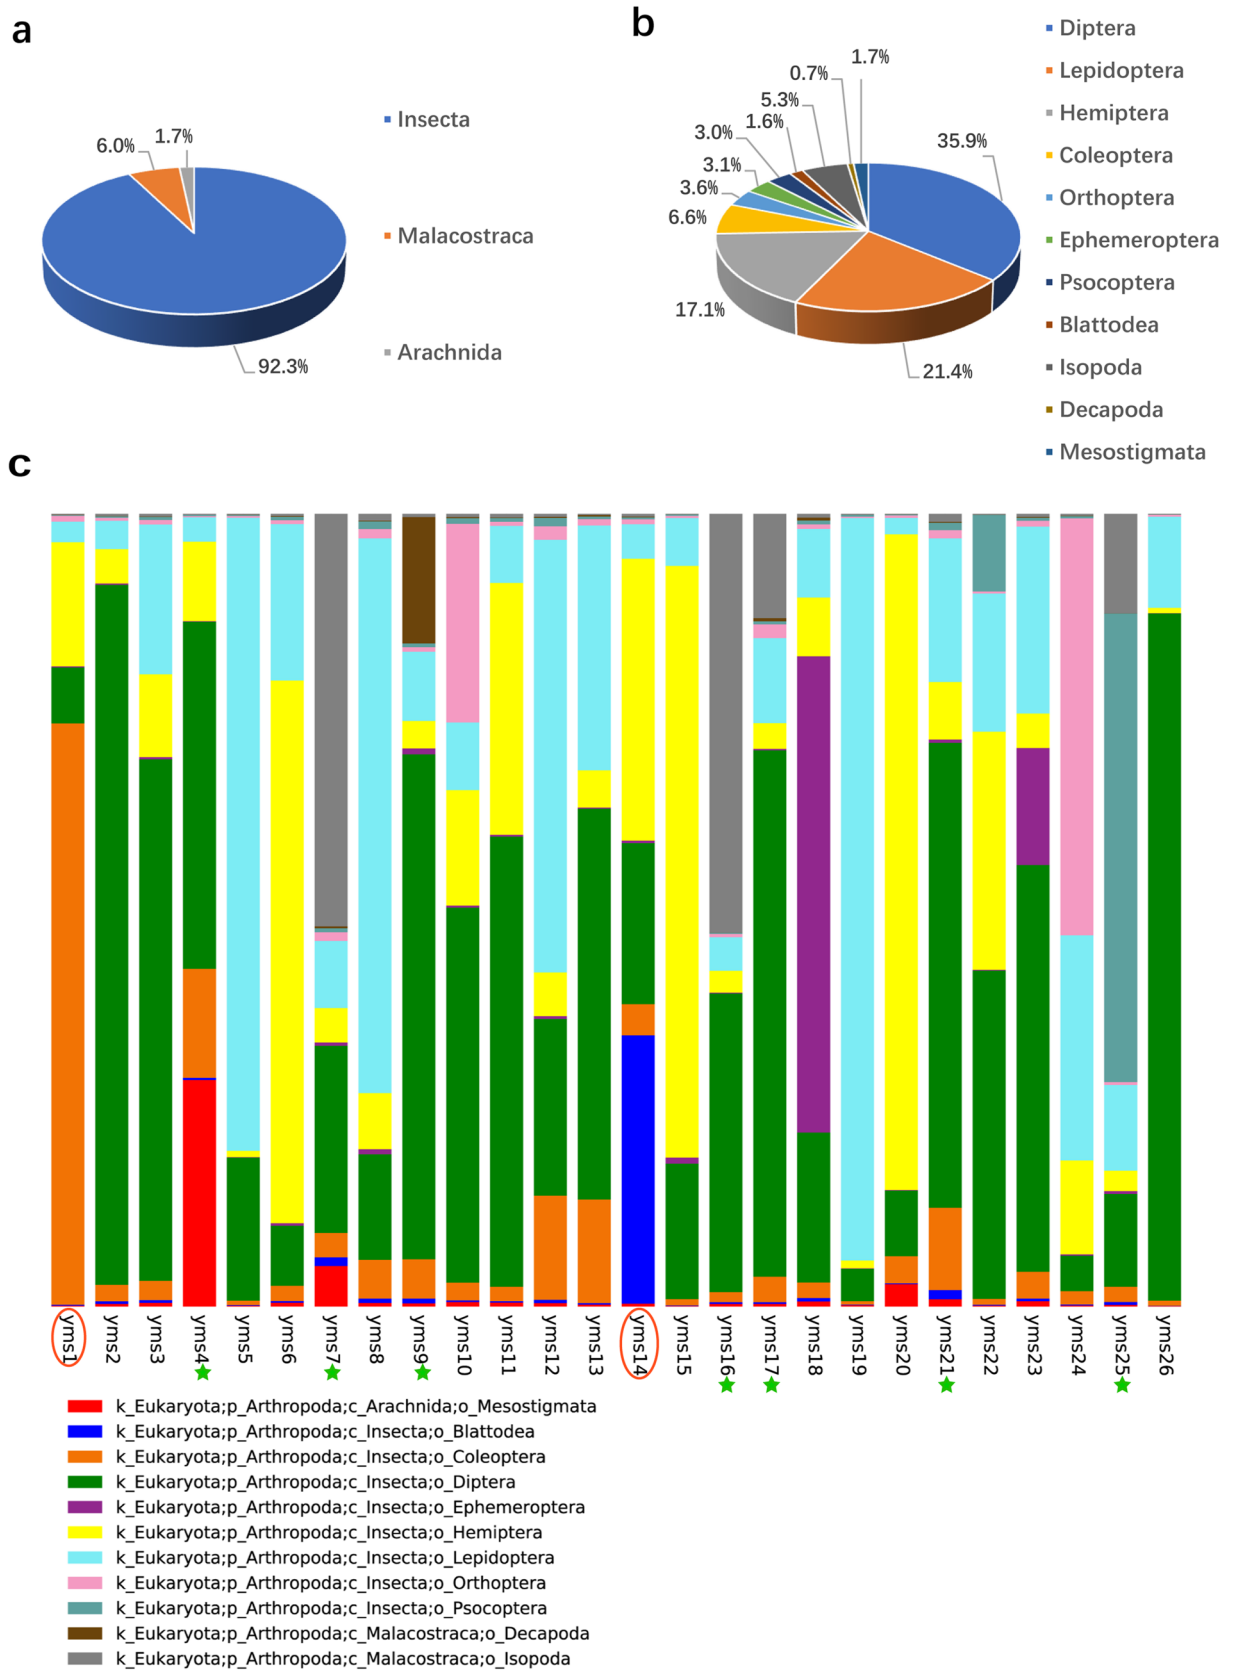 a
1.7%
6.0%
92.3%
Insecta
Malacostraca
Arachnida
b
1.7%
0.7%
5.3%
1.6%
3.0%
3.1%
3.6%
6.6%
17.1%
21.4%
35.9%
Diptera
Lepidoptera
Hemiptera
Coleoptera
Orthoptera
Ephemeroptera
Psocoptera
Blattodea
Isopoda
Decapoda
Mesostigmata
c
yms1
yms2
yms3
yms4
yms5
yms6
yms7
yms8
yms9
yms10
yms11
yms12
yms13
yms14
yms15
yms16
yms17
yms18
yms19
yms20
yms21
yms22
yms23
yms24
yms25
yms26
k_Eukaryota;p_Arthropoda;c_Arachnida;o_Mesostigmata
k_Eukaryota;p_Arthropoda;c_Insecta;o_Blattodea
k_Eukaryota;p_Arthropoda;c_Insecta;o_Coleoptera
k_Eukaryota;p_Arthropoda;c_Insecta;o_Diptera
k_Eukaryota;p_Arthropoda;c_Insecta;o_Ephemeroptera
k_Eukaryota;p_Arthropoda;c_Insecta;o_Hemiptera
k_Eukaryota;p_Arthropoda;c_Insecta;o_Lepidoptera
k_Eukaryota;p_Arthropoda;c_Insecta;o_Orthoptera
k_Eukaryota;p_Arthropoda;c_Insecta;o_Psocoptera
k_Eukaryota;p_Arthropoda;c_Malacostraca;o_Decapoda
k_Eukaryota;p_Arthropoda;c_Malacostraca;o_Isopoda